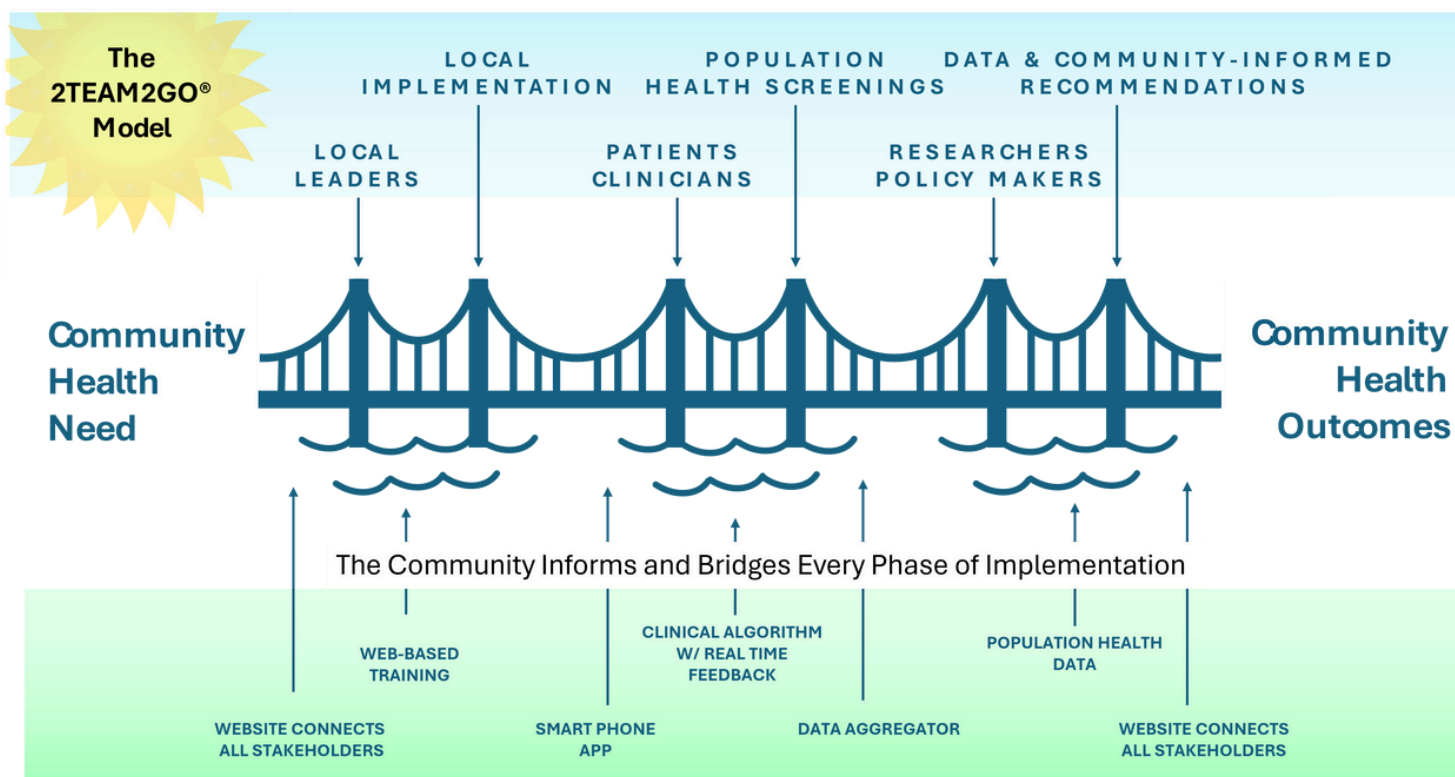 The
2TEAM2GO®
Model
LOCAL
IMPLEMENTATION
POPULATION
HEALTH SCREENINGS
DATA & COMMUNITY-INFORMED
RECOMMENDATIONS
LOCAL
LEADERS
PATIENTS
CLINICIANS
RESEARCHERS
POLICY MAKERS
Community
Health
Need
Community
Health
Outcomes
The Community Informs and Bridges Every Phase of Implementation
WEB-BASED
TRAINING
CLINICAL ALGORITHM
W/ REAL TIME
FEEDBACK
POPULATION HEALTH
DATA
WEBSITE CONNECTS
ALL STAKEHOLDERS
SMART PHONE
APP
DATA AGGREGATOR
WEBSITE CONNECTS
ALL STAKEHOLDERS